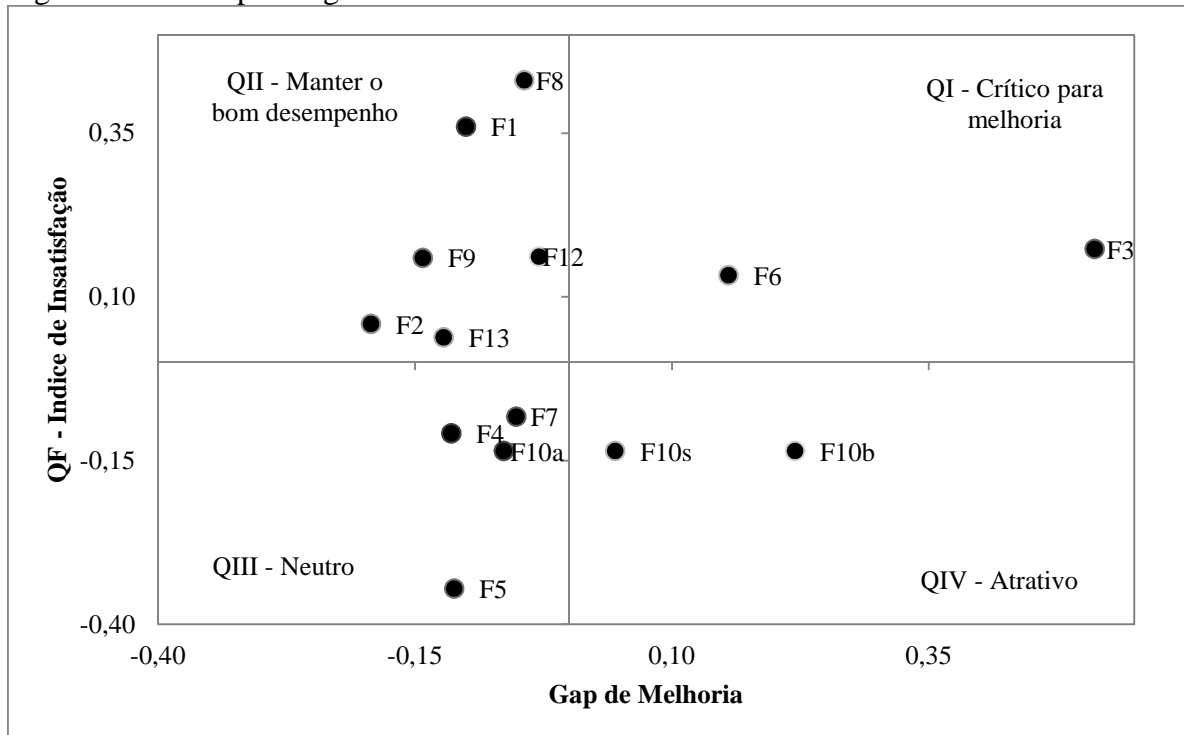 QII - Manter o
bom desempenho
F8
QI - Crítico para
melhoria
0,35
F1
F9
F12
F3
F6
0,10
F2
F13
QF - Indice de Insatisfação
F7
F4
F10a
F10s
F10b
-0,15
QIII - Neutro
QIV - Atrativo
F5
-0,40
-0,40
-0,15
0,10
0,35
Gap de Melhoria